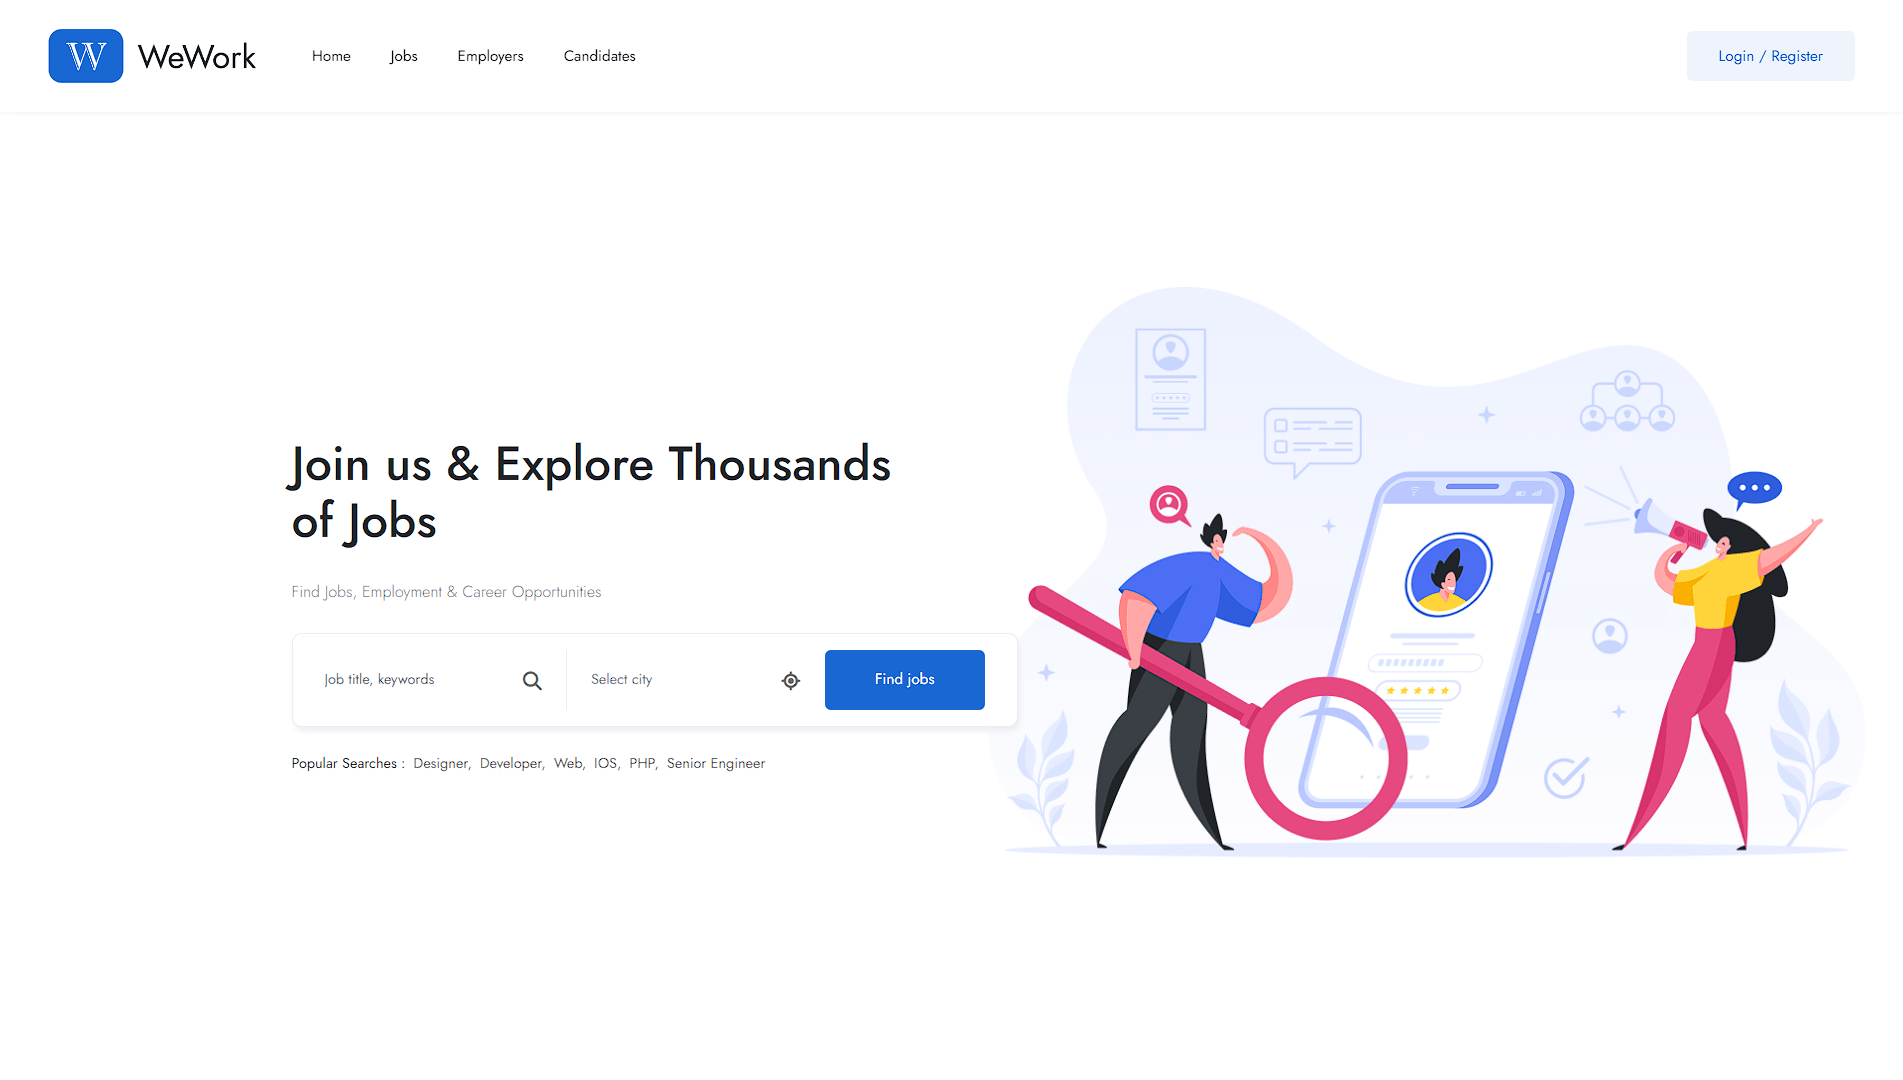 W WeWork Home Jobs Employers Candidates Login / Register
Join us & Explore Thousands
of Jobs
Find Jobs, Employment & Career Opportunities
Job title, keywords Select city Find jobs
Popular Searches : Designer, Developer, Web, IOS, PHP, Senior Engineer